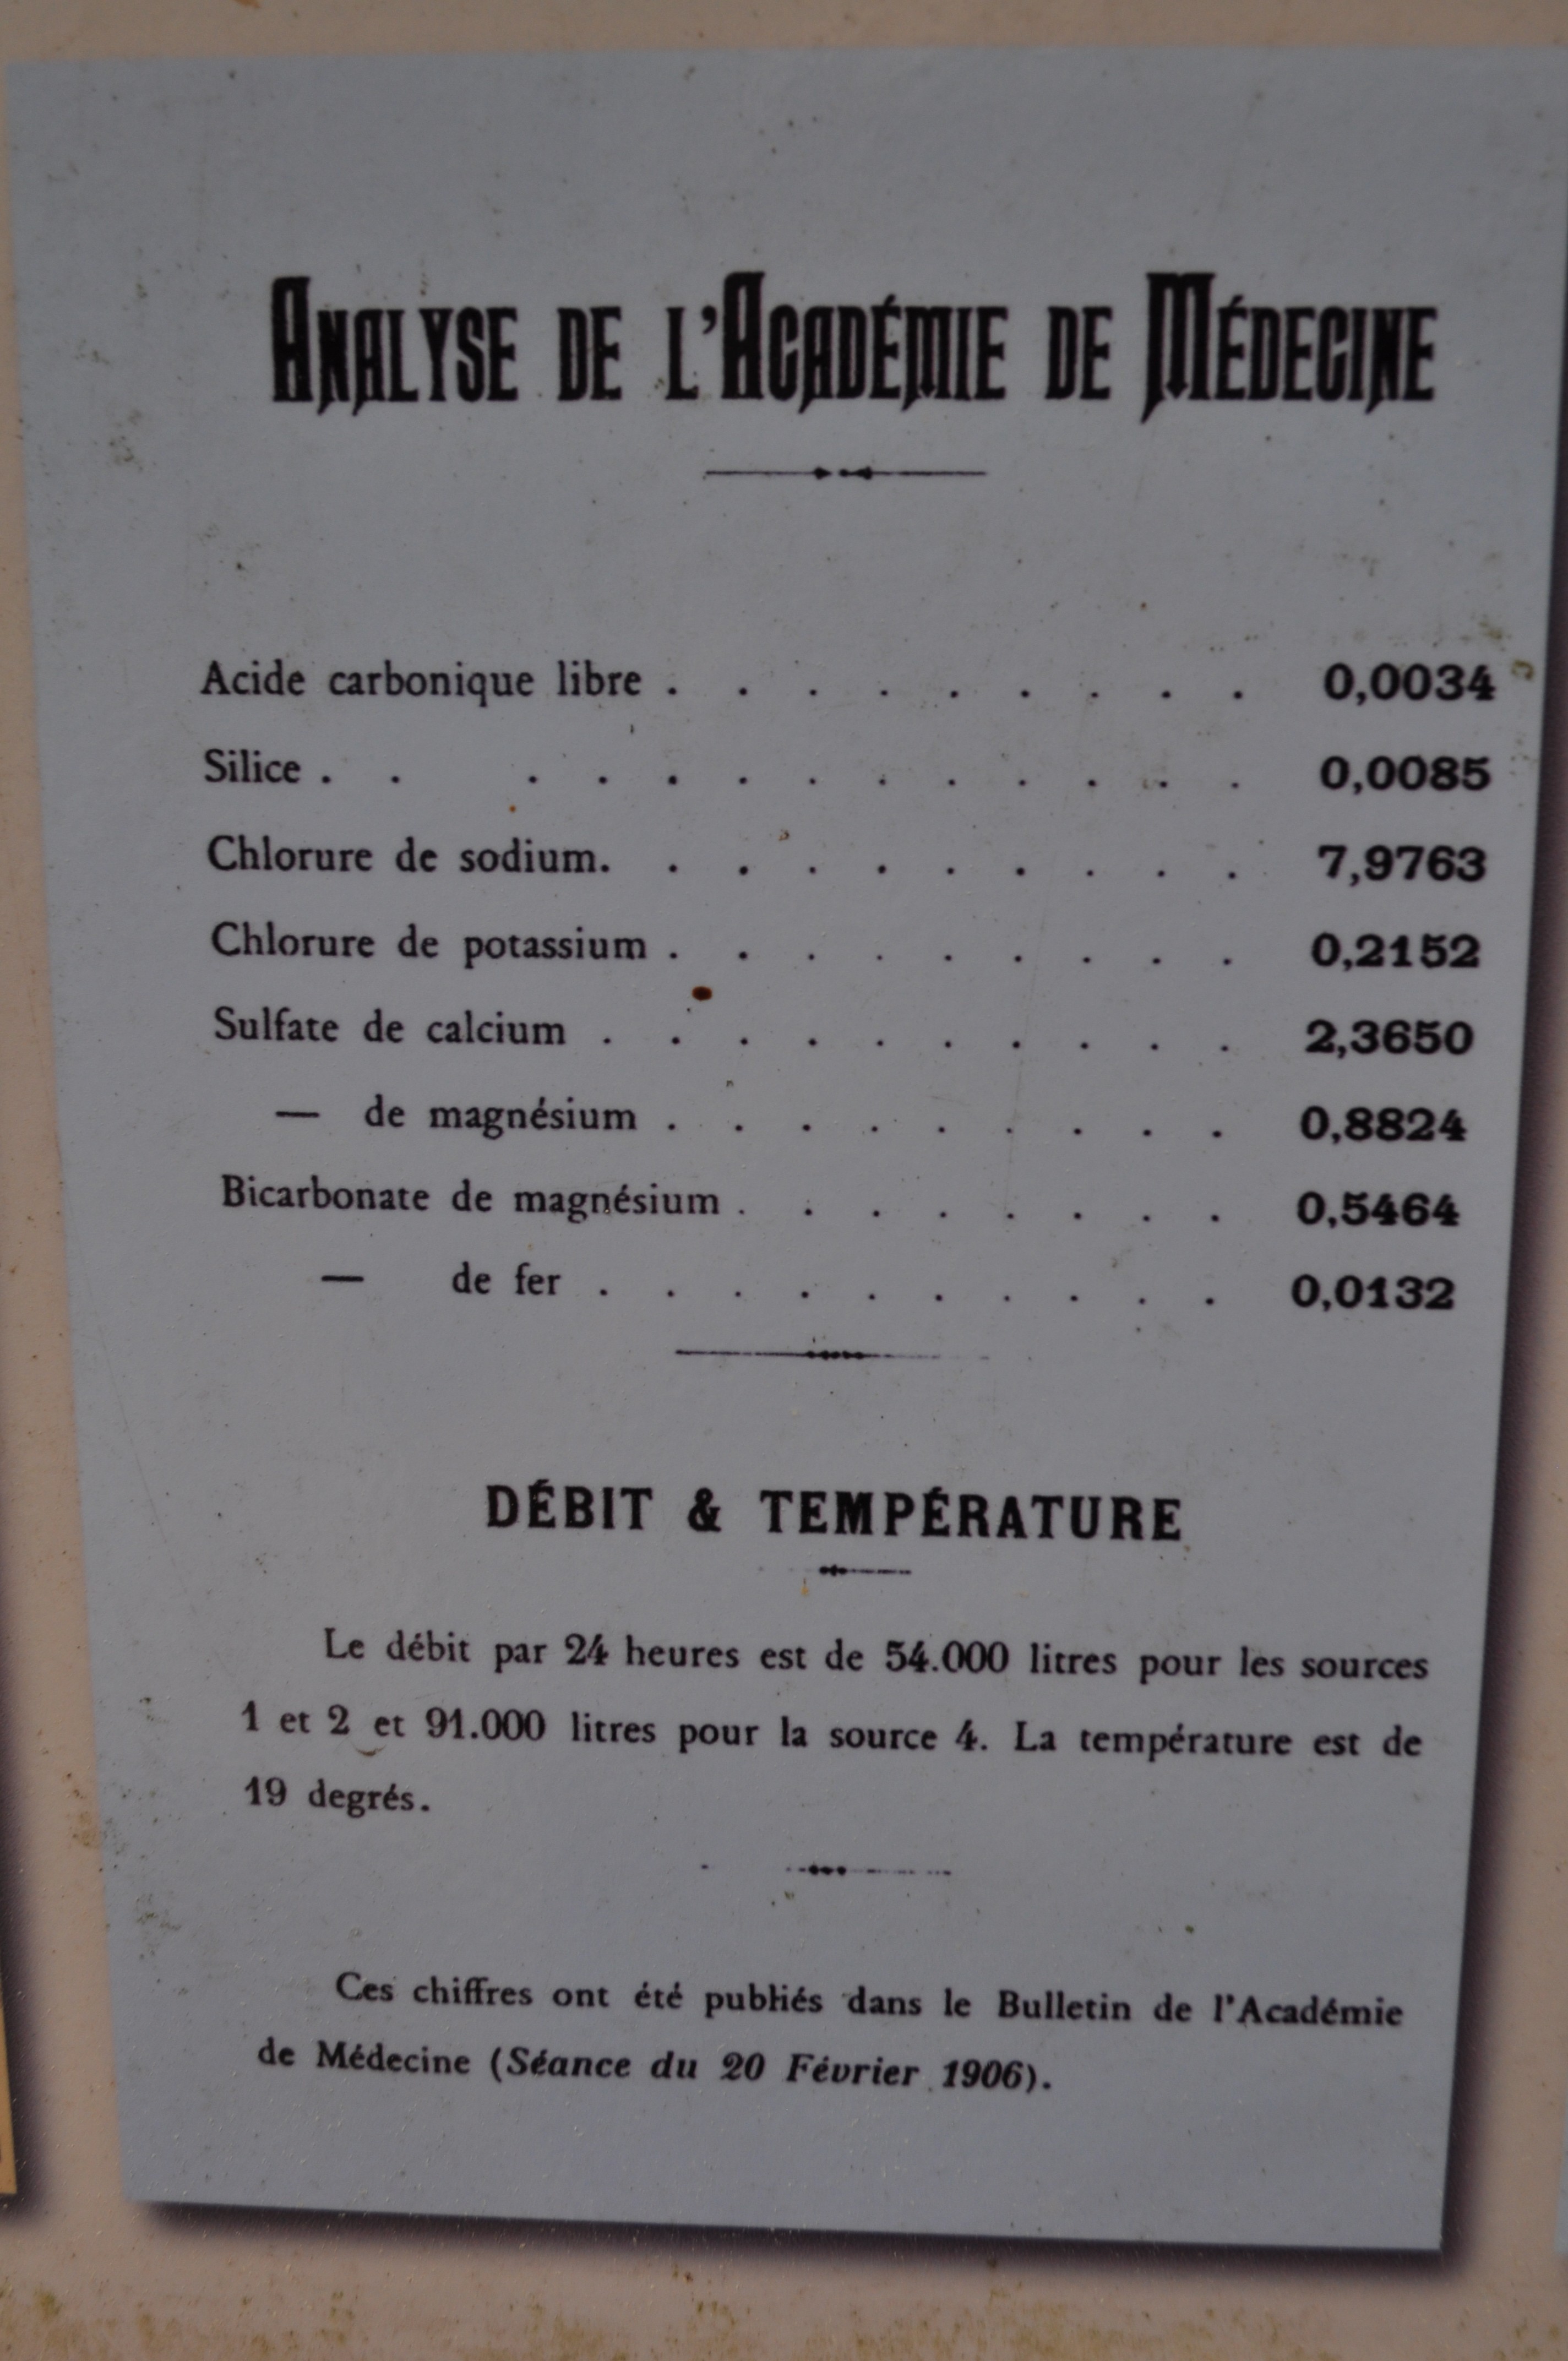 ANALYSE DE L'ACADÉMIE DE MÉDECINE
Acide carbonique libre . . . . . . . . . 0,0034
Silice . . . . . . . . . . . . . 0,0085
Chlorure de sodium. . . . . . . . . . 7,9763
Chlorure de potassium . . . . . . . . . 0,2152
Sulfate de calcium . . . . . . . . . . 2,3650
— de magnésium . . . . . . . . . 0,8824
Bicarbonate de magnésium . . . . . . . . 0,5464
— de fer . . . . . . . . . . 0,0132
DÉBIT & TEMPÉRATURE
Le débit par 24 heures est de 54.000 litres pour les sources
1 et 2 et 91.000 litres pour la source 4. La température est de
19 degrés.
Ces chiffres ont été publiés dans le Bulletin de l'Académie
de Médecine (Séance du 20 Février 1906).